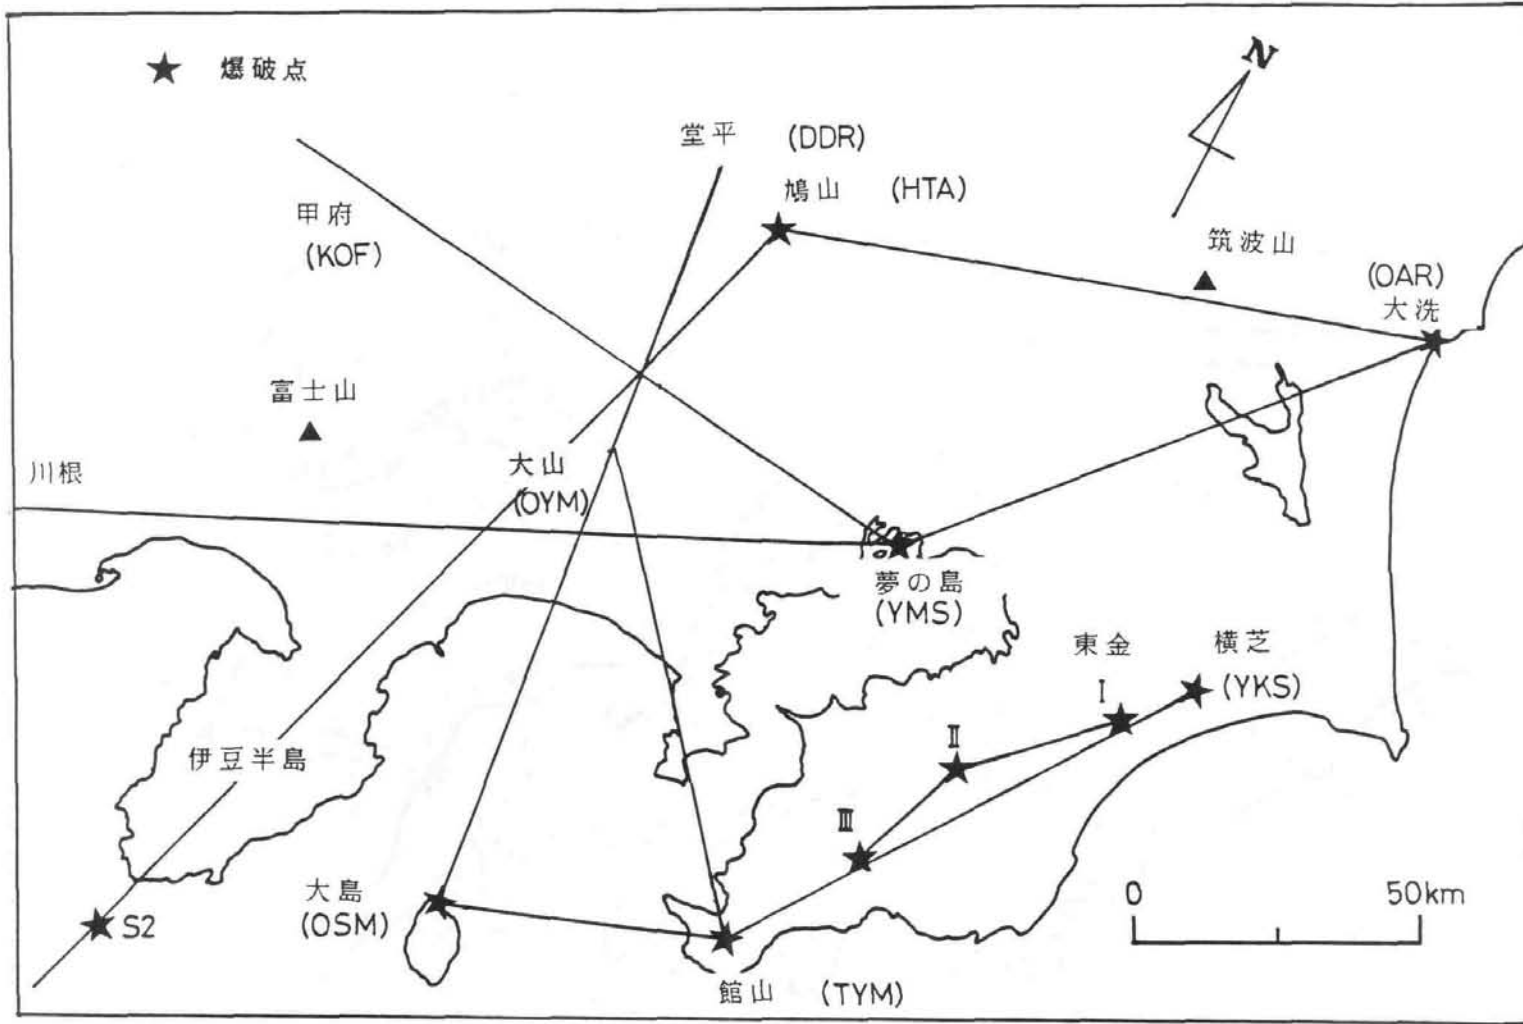 爆破点
N
堂平 (DDR)
鳩山 (HTA)
甲府
(KOF)
筑波山
(OAR)
大洗
富士山
川根
大山
(OYM)
夢の島
(YMS)
東金
横芝
(YKS)
I
II
III
伊豆半島
S2
大島
(OSM)
館山 (TYM)
0 50km